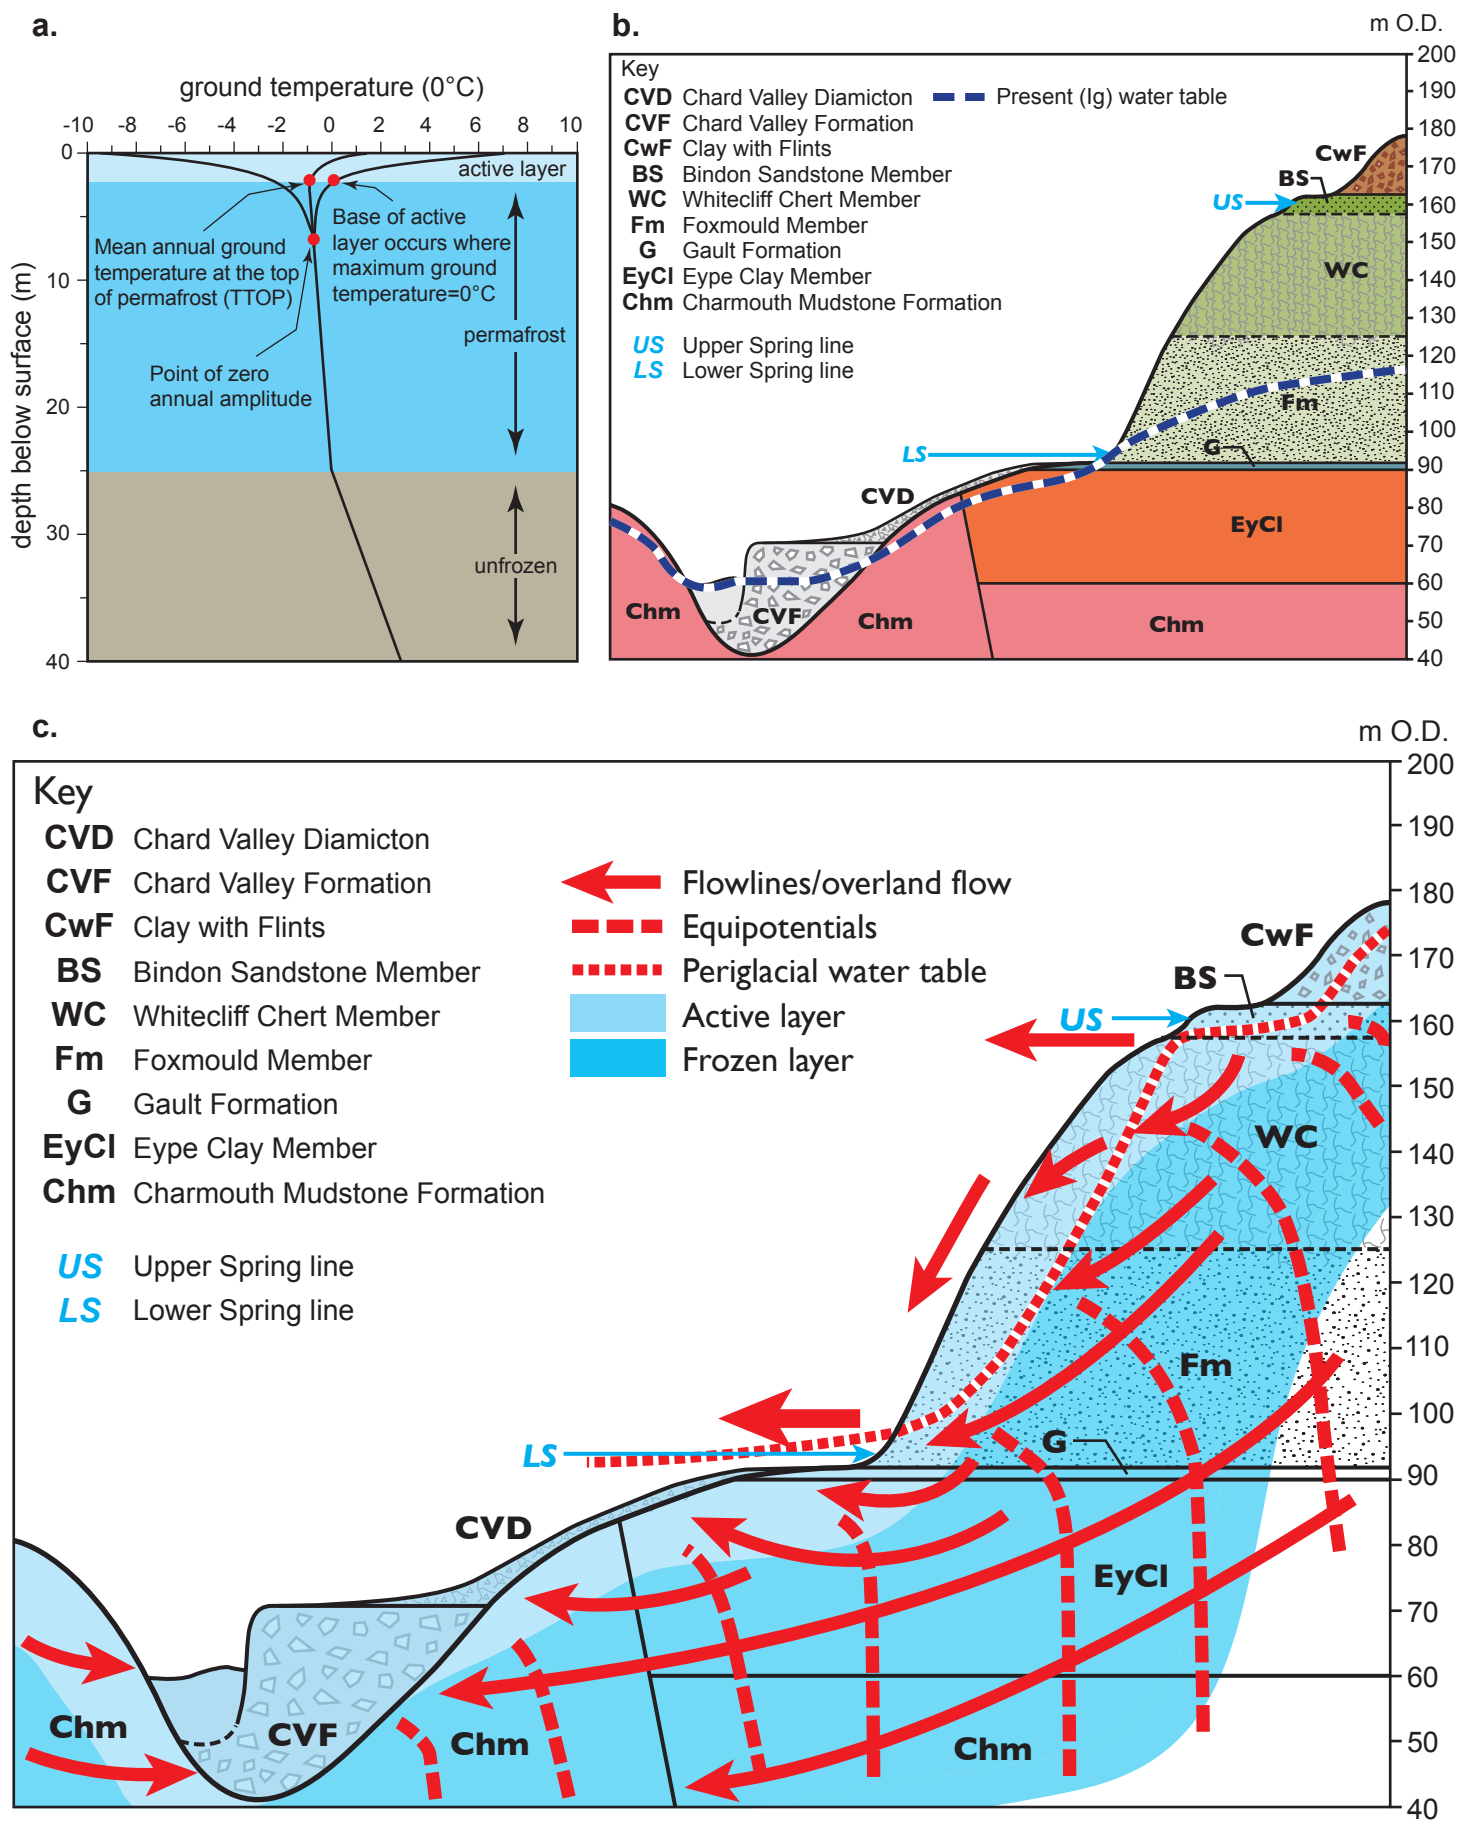 a.
ground temperature (0°C)
-10 -8 -6 -4 -2 0 2 4 6 8 10
depth below surface (m)
0
10
20
30
40
active layer
Mean annual ground
temperature at the top
of permafrost (TTOP)
Base of active
layer occurs where
maximum ground
temperature=0°C
permafrost
Point of zero
annual amplitude
unfrozen
b.
m O.D.
Key
CVD Chard Valley Diamicton
Present (Ig) water table
CVF Chard Valley Formation
CwF Clay with Flints
BS Bindon Sandstone Member
WC Whitecliff Chert Member
Fm Foxmould Member
G Gault Formation
EyCl Eype Clay Member
Chm Charmouth Mudstone Formation
US Upper Spring line
LS Lower Spring line
200
190
180
170
160
150
140
130
120
110
100
90
80
70
60
50
40
CwF
BS
US
WC
Fm
G
LS
CVD
EyCl
Chm
CVF
Chm
Chm
c.
m O.D.
Key
CVD Chard Valley Diamicton
CVF Chard Valley Formation
CwF Clay with Flints
BS Bindon Sandstone Member
WC Whitecliff Chert Member
Fm Foxmould Member
G Gault Formation
EyCl Eype Clay Member
Chm Charmouth Mudstone Formation
US Upper Spring line
LS Lower Spring line
Flowlines/overland flow
Equipotentials
Periglacial water table
Active layer
Frozen layer
200
190
180
170
160
150
140
130
120
110
100
90
80
70
60
50
40
CwF
BS
US
WC
Fm
G
LS
CVD
EyCl
Chm
CVF
Chm
Chm